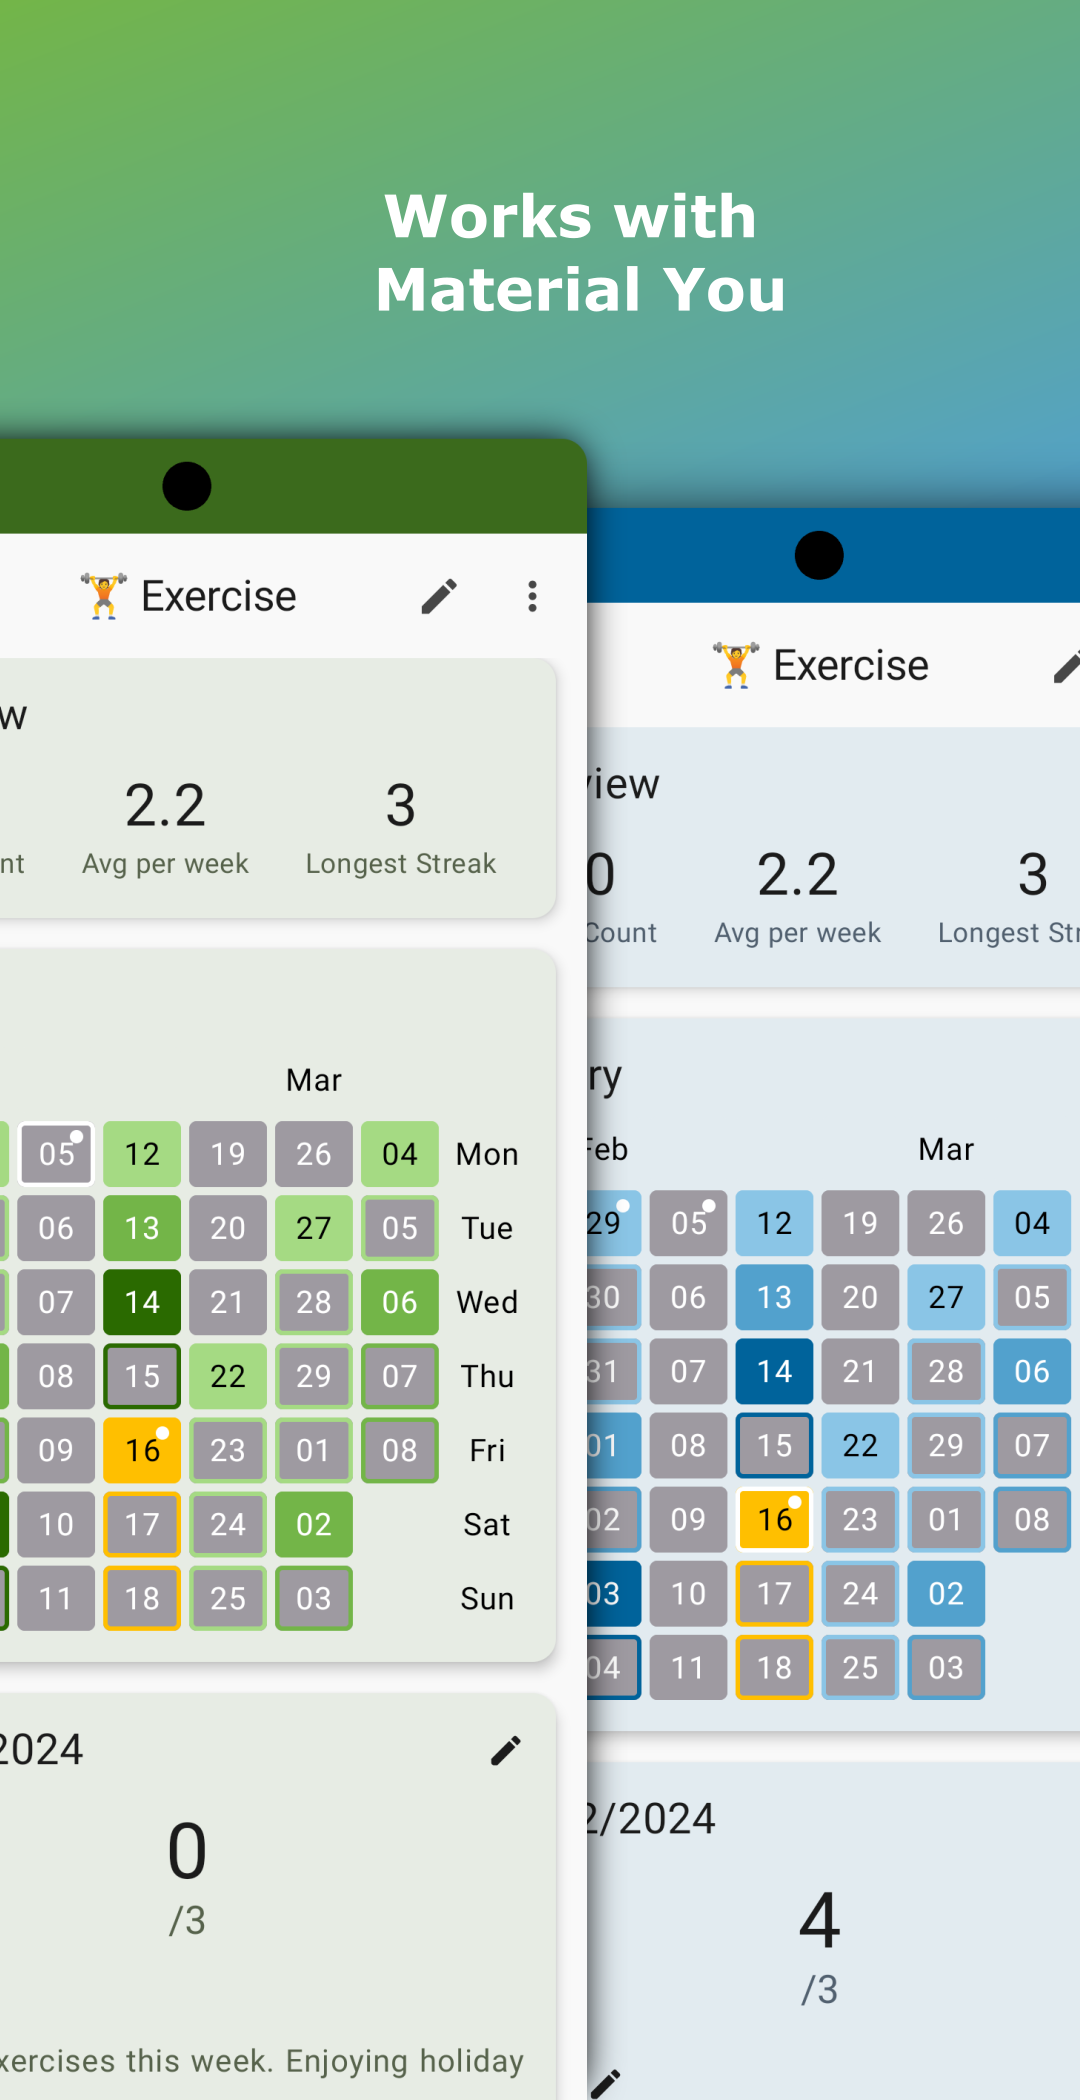 Works with
Material You
Exercise
w
2.2
3
nt
Avg per week
Longest Streak
Mar
05 12 19 26 04 Mon
06 13 20 27 05 Tue
07 14 21 28 06 Wed
08 15 22 29 07 Thu
09 16 23 01 08 Fri
10 17 24 02 Sat
11 18 25 03 Sun
2024
0
/3
xercises this week. Enjoying holiday
Exercise
view
0 2.2 3
Count Avg per week Longest Str
ry
Feb Mar
29 05 12 19 26 04
30 06 13 20 27 05
31 07 14 21 28 06
01 08 15 22 29 07
02 09 16 23 01 08
03 10 17 24 02
04 11 18 25 03
2/2024
4
/3